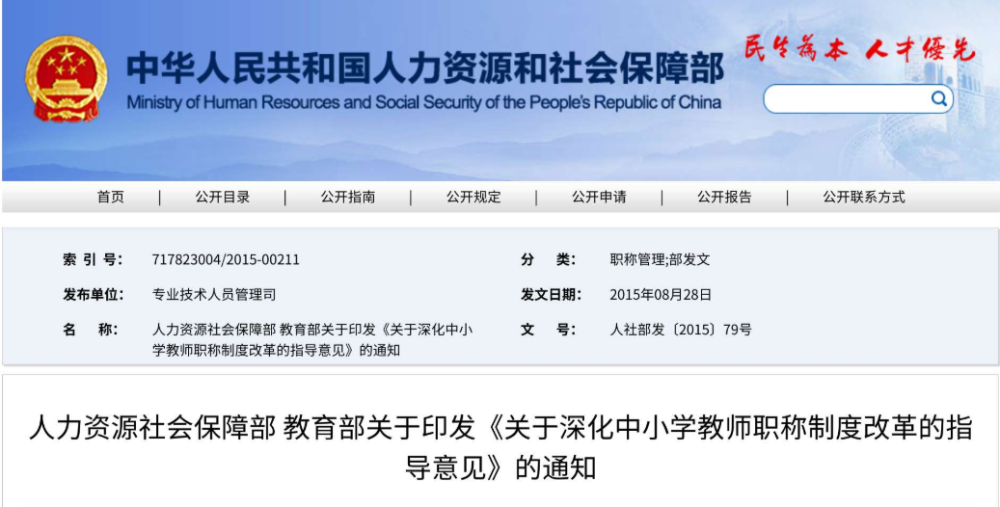 民生為本 人才優先
中华人民共和国人力资源和社会保障部
Ministry of Human Resources and Social Security of the People's Republic of China
首页 | 公开目录 | 公开指南 | 公开规定 | 公开申请 | 公开报告 | 公开联系方式
索 引 号： 717823004/2015-00211 分 类： 职称管理;部发文
发布单位： 专业技术人员管理司 发文日期： 2015年08月28日
名 称： 人力资源社会保障部 教育部关于印发《关于深化中小 文 号： 人社部发〔2015〕79号
学教师职称制度改革的指导意见》的通知
人力资源社会保障部 教育部关于印发《关于深化中小学教师职称制度改革的指
导意见》的通知